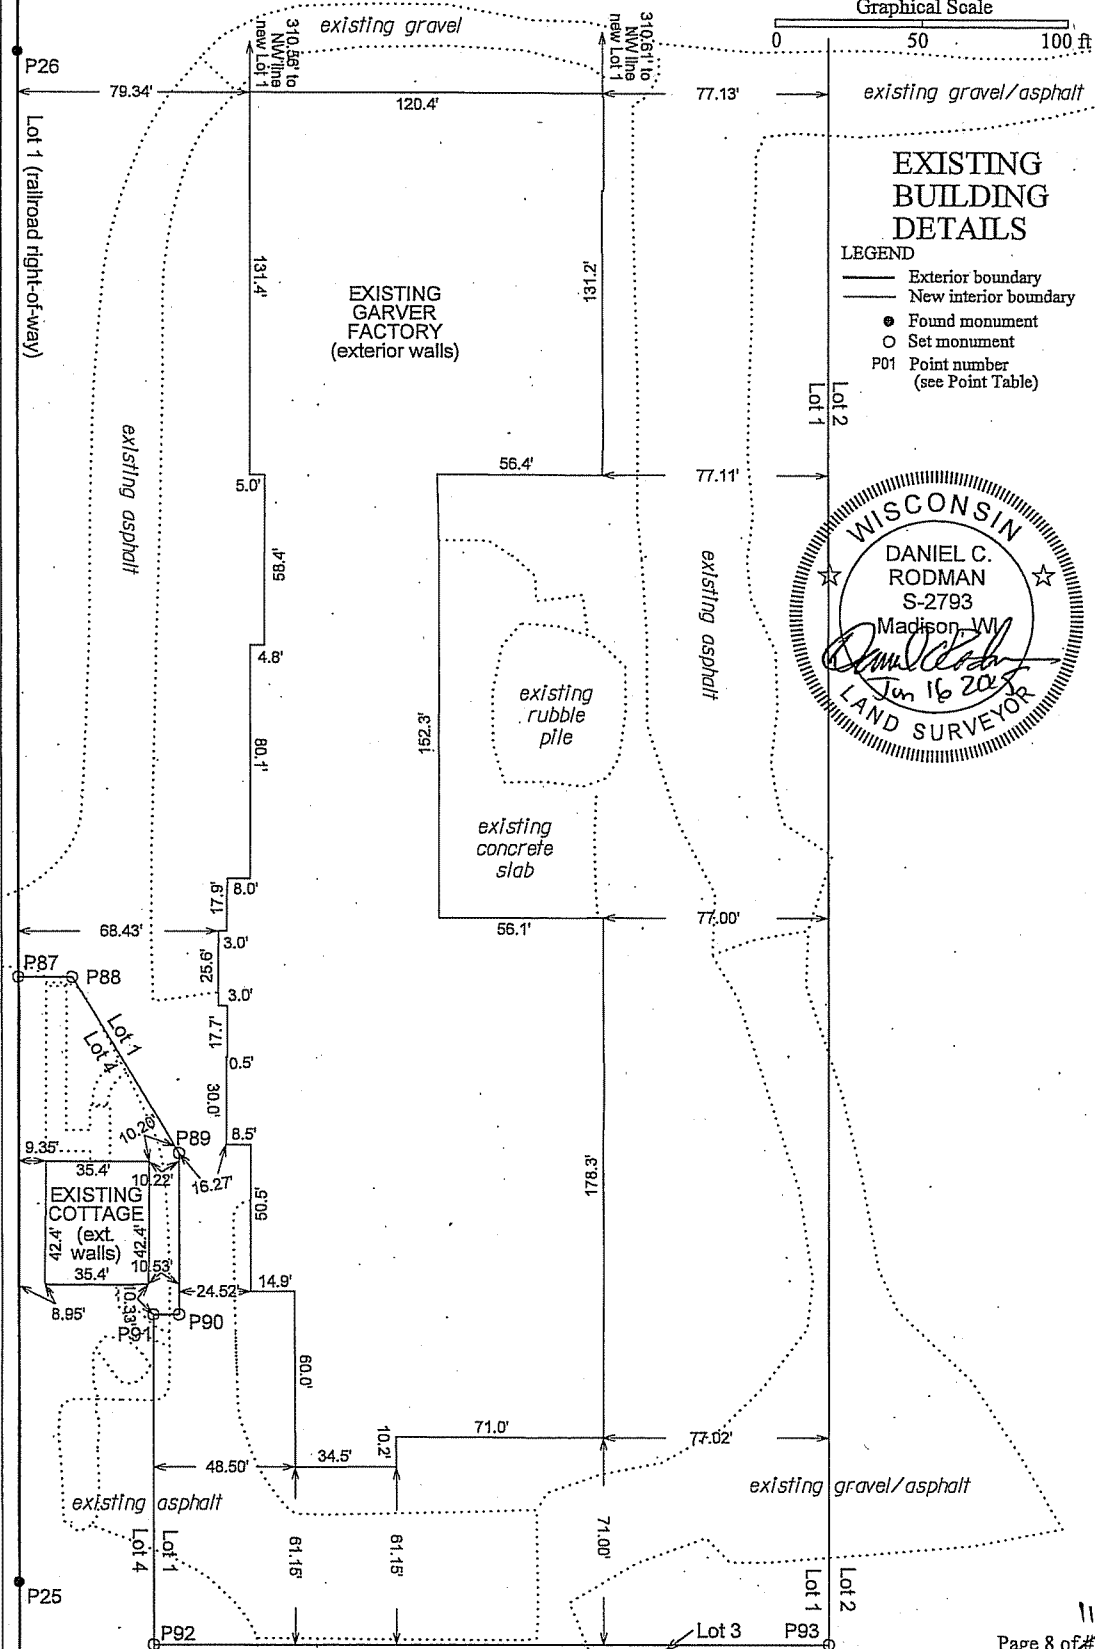 Graphical Scale
0 50 100 ft
existing gravel
310.56' to
NW line
new Lot 1
310.61' to
NW line
new Lot 1
P26
79.34'
120.4'
77.13'
existing gravel/asphalt
EXISTING
BUILDING
DETAILS
LEGEND
Exterior boundary
New interior boundary
Found monument
Set monument
P01 Point number
(see Point Table)
Lot 1 (railroad right-of-way)
131.4'
131.2'
EXISTING
GARVER
FACTORY
(exterior walls)
Lot 2
Lot 1
existing asphalt
5.0'
56.4'
77.11'
58.4'
existing asphalt
WISCONSIN
DANIEL C.
RODMAN
S-2793
Madison, WI
Jun 16
LAND SURVEYOR
4.8'
existing
rubble
pile
152.3'
80.1'
existing
concrete
slab
17.9'
8.0'
68.43'
56.1'
77.00'
3.0'
25.6'
P87
P88
3.0'
17.7'
Lot 1
Lot 4
0.5'
30.0'
10.20'
P89
8.5'
9.35'
35.4'
10.22'
16.27'
EXISTING
COTTAGE
(ext.
walls)
42.4'
42.4'
50.5'
178.3'
35.4'
10.53'
24.52'
14.9'
8.95'
10.33'
P91
P90
60.0'
10.2'
71.0'
77.02'
48.50'
34.5'
existing asphalt
existing gravel/asphalt
Lot 1
Lot 4
61.15'
61.15'
71.00'
Lot 2
Lot 1
P25
P92
Lot 3
P93
11
Page 8 of